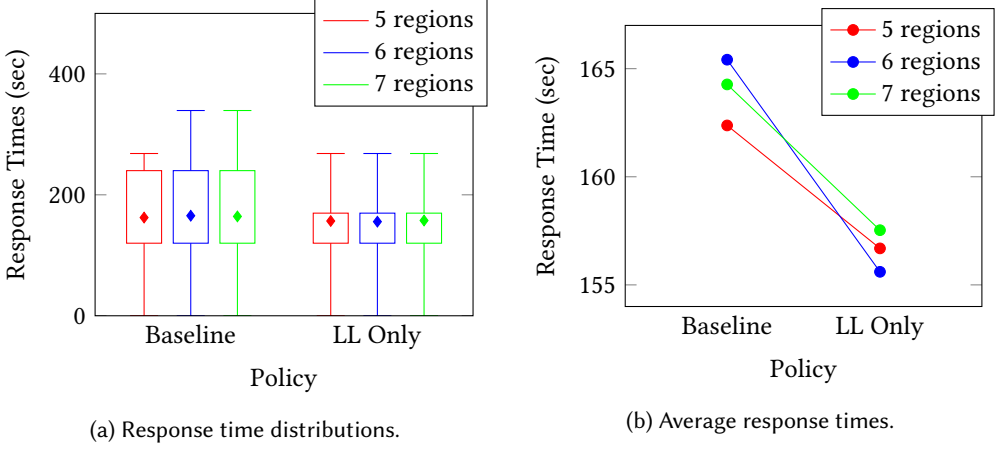 5 regions
6 regions
7 regions
400
200
0
Response Times (sec)
Baseline
LL Only
Policy
(a) Response time distributions.
5 regions
6 regions
7 regions
165
160
155
Response Time (sec)
Baseline
LL Only
Policy
(b) Average response times.